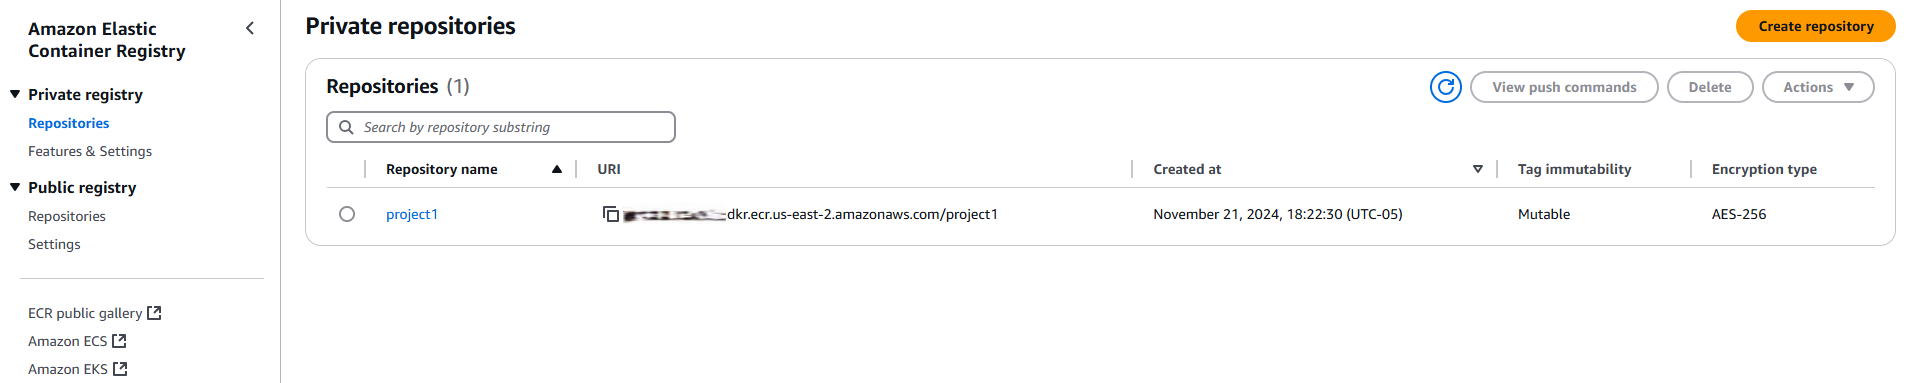 Amazon Elastic
Container Registry
Private registry
Repositories
Features & Settings
Public registry
Repositories
Settings
ECR public gallery
Amazon ECS
Amazon EKS
Private repositories
Create repository
Repositories (1)
View push commands
Delete
Actions
Search by repository substring
Repository name URI Created at Tag immutability Encryption type
project1 dkr.ecr.us-east-2.amazonaws.com/project1 November 21, 2024, 18:22:30 (UTC-05) Mutable AES-256